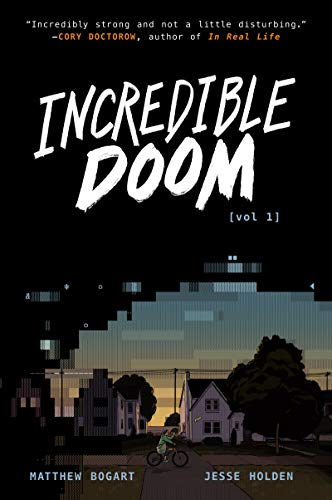 “Incredibly strong and not a little disturbing.”
—CORY DOCTOROW, author of In Real Life
INCREDIBLE
DOOM
[vol 1]
MATTHEW BOGART JESSE HOLDEN